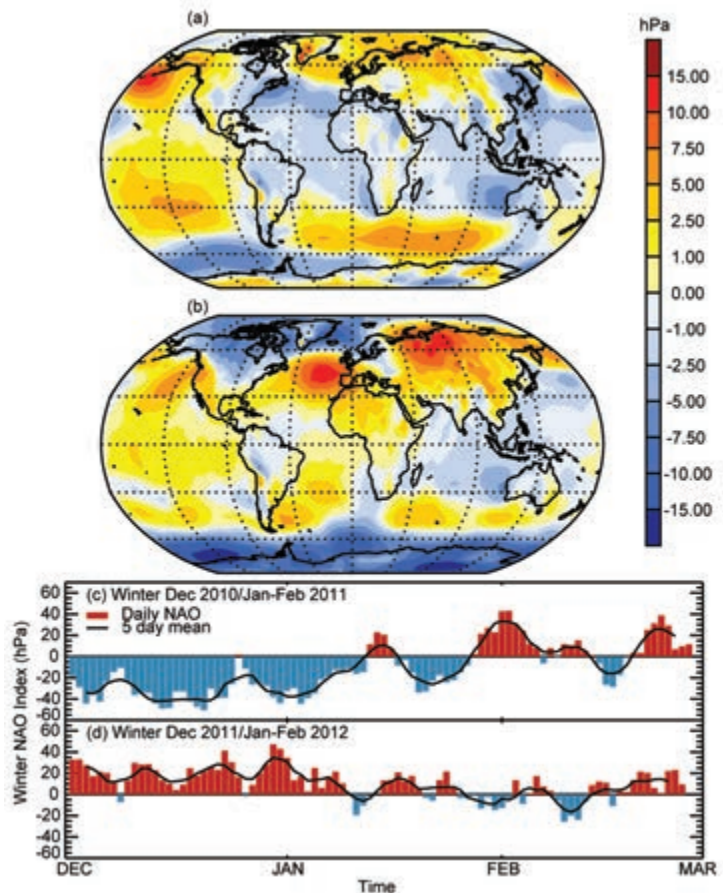 (a)
hPa
15.00
10.00
7.50
5.00
2.50
1.00
0.00
-1.00
-2.50
-5.00
-7.50
-10.00
-15.00
(b)
(c) Winter Dec 2010/Jan-Feb 2011
Daily NAO
5 day mean
60
40
20
0
-20
-40
-60
(d) Winter Dec 2011/Jan-Feb 2012
60
40
20
0
-20
-40
-60
Winter NAO Index (hPa)
DEC JAN FEB MAR
Time